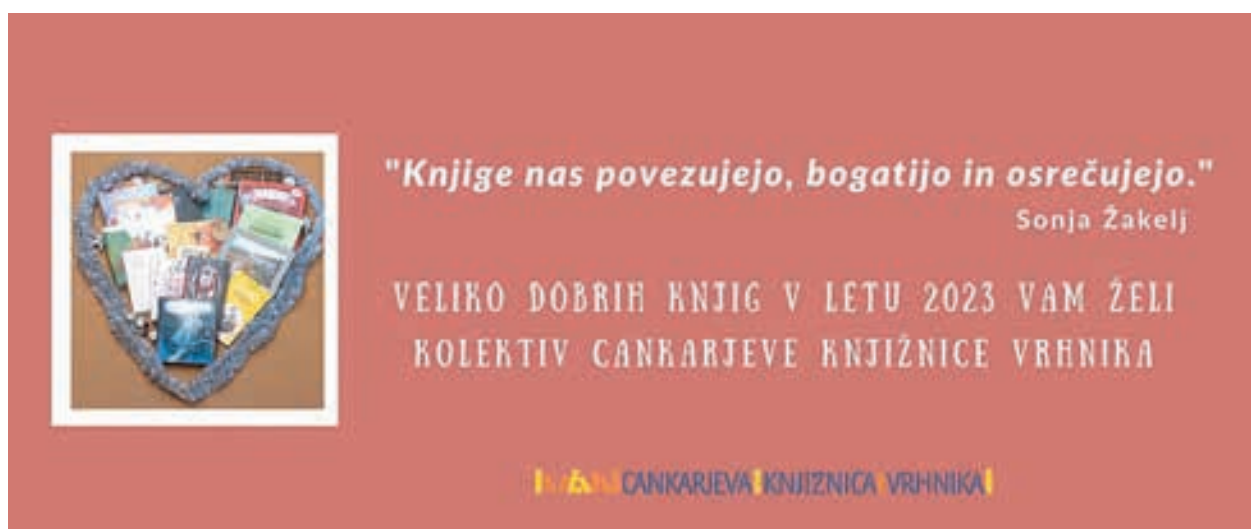 "Knjige nas povezujejo, bogatijo in osrečujejo."
Sonja Žakelj
VELIKO DOBRIH KNJIG V LETU 2023 VAM ŽELI
KOLEKTIV CANKARJEVE KNJIŽNICE VRHNIKA
CANKARJEVA KNJIŽNICA VRHNIKA